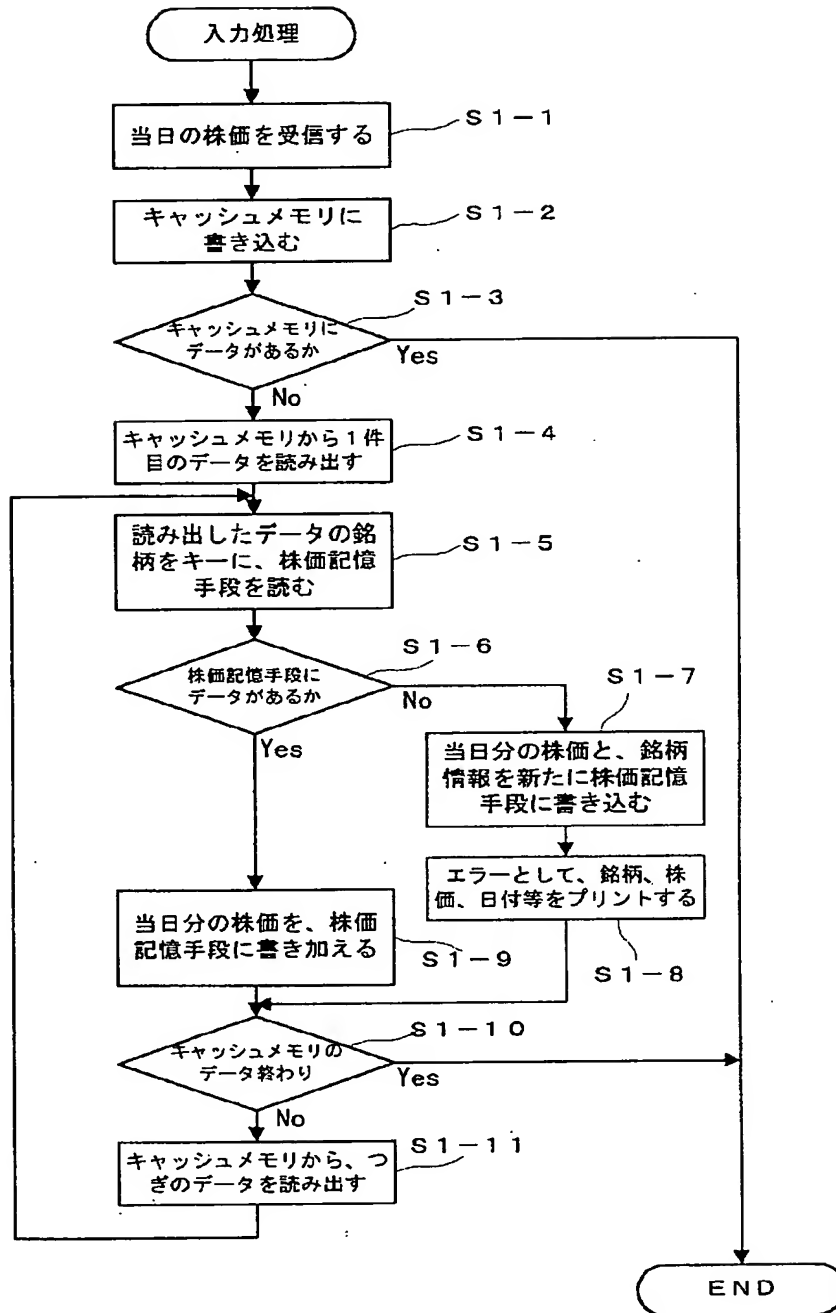 入力処理
当日の株価を受信する
S1-1
キャッシュメモリに
書き込む
S1-2
S1-3
キャッシュメモリに
データがあるか
Yes
No
キャッシュメモリから1件
目のデータを読み出す
S1-4
読み出したデータの銘
柄をキーに、株価記憶
手段を読む
S1-5
S1-6
株価記憶手段に
データがあるか
No
Yes
S1-7
当日分の株価と、銘柄
情報を新たに株価記憶
手段に書き込む
エラーとして、銘柄、株
価、日付等をプリントする
S1-8
当日分の株価を、株価
記憶手段に書き加える
S1-9
S1-10
キャッシュメモリの
データ終わり
Yes
No
キャッシュメモリから、つ
ぎのデータを読み出す
S1-11
END